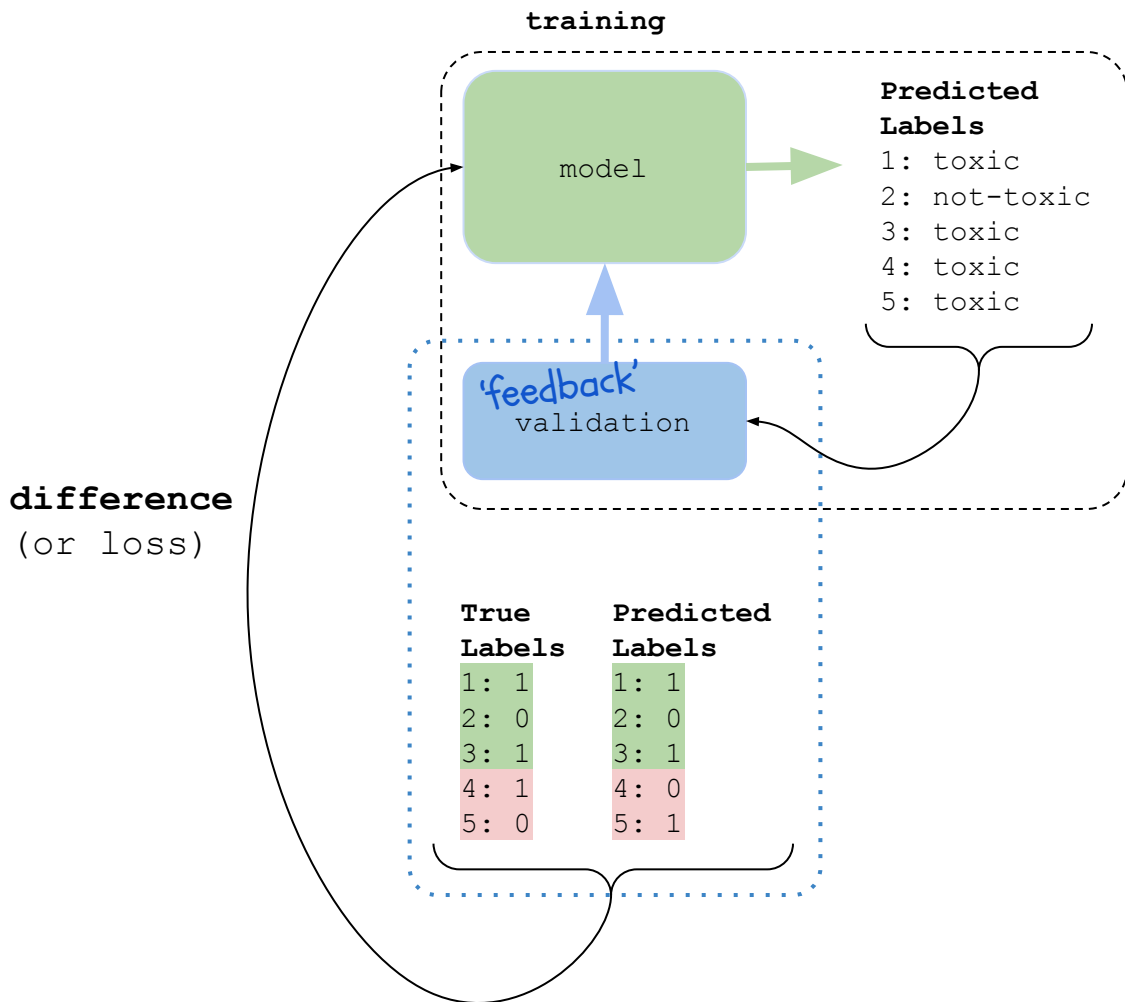 training
model
Predicted
Labels
1: toxic
2: not-toxic
3: toxic
4: toxic
5: toxic
'feedback'
validation
difference
(or loss)
True
Labels
1: 1
2: 0
3: 1
4: 1
5: 0
Predicted
Labels
1: 1
2: 0
3: 1
4: 0
5: 1